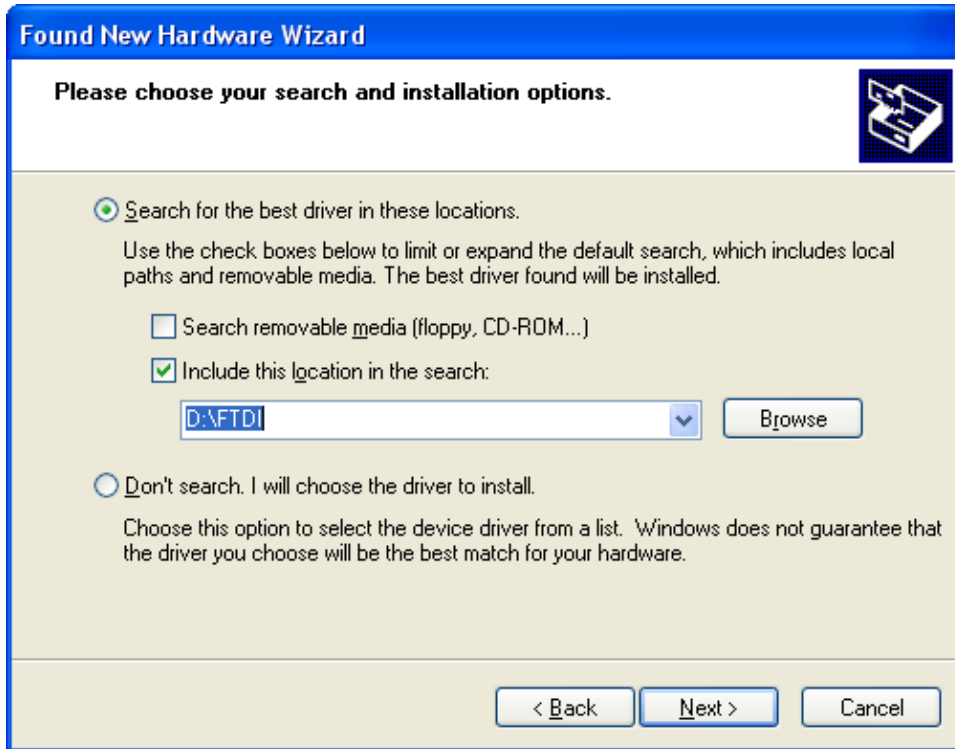 Found New Hardware Wizard
Please choose your search and installation options.
Search for the best driver in these locations.
Use the check boxes below to limit or expand the default search, which includes local
paths and removable media. The best driver found will be installed.
Search removable media (floppy, CD-ROM...)
Include this location in the search:
D:\FTDI
Browse
Don't search. I will choose the driver to install.
Choose this option to select the device driver from a list. Windows does not guarantee that
the driver you choose will be the best match for your hardware.
< Back
Next >
Cancel